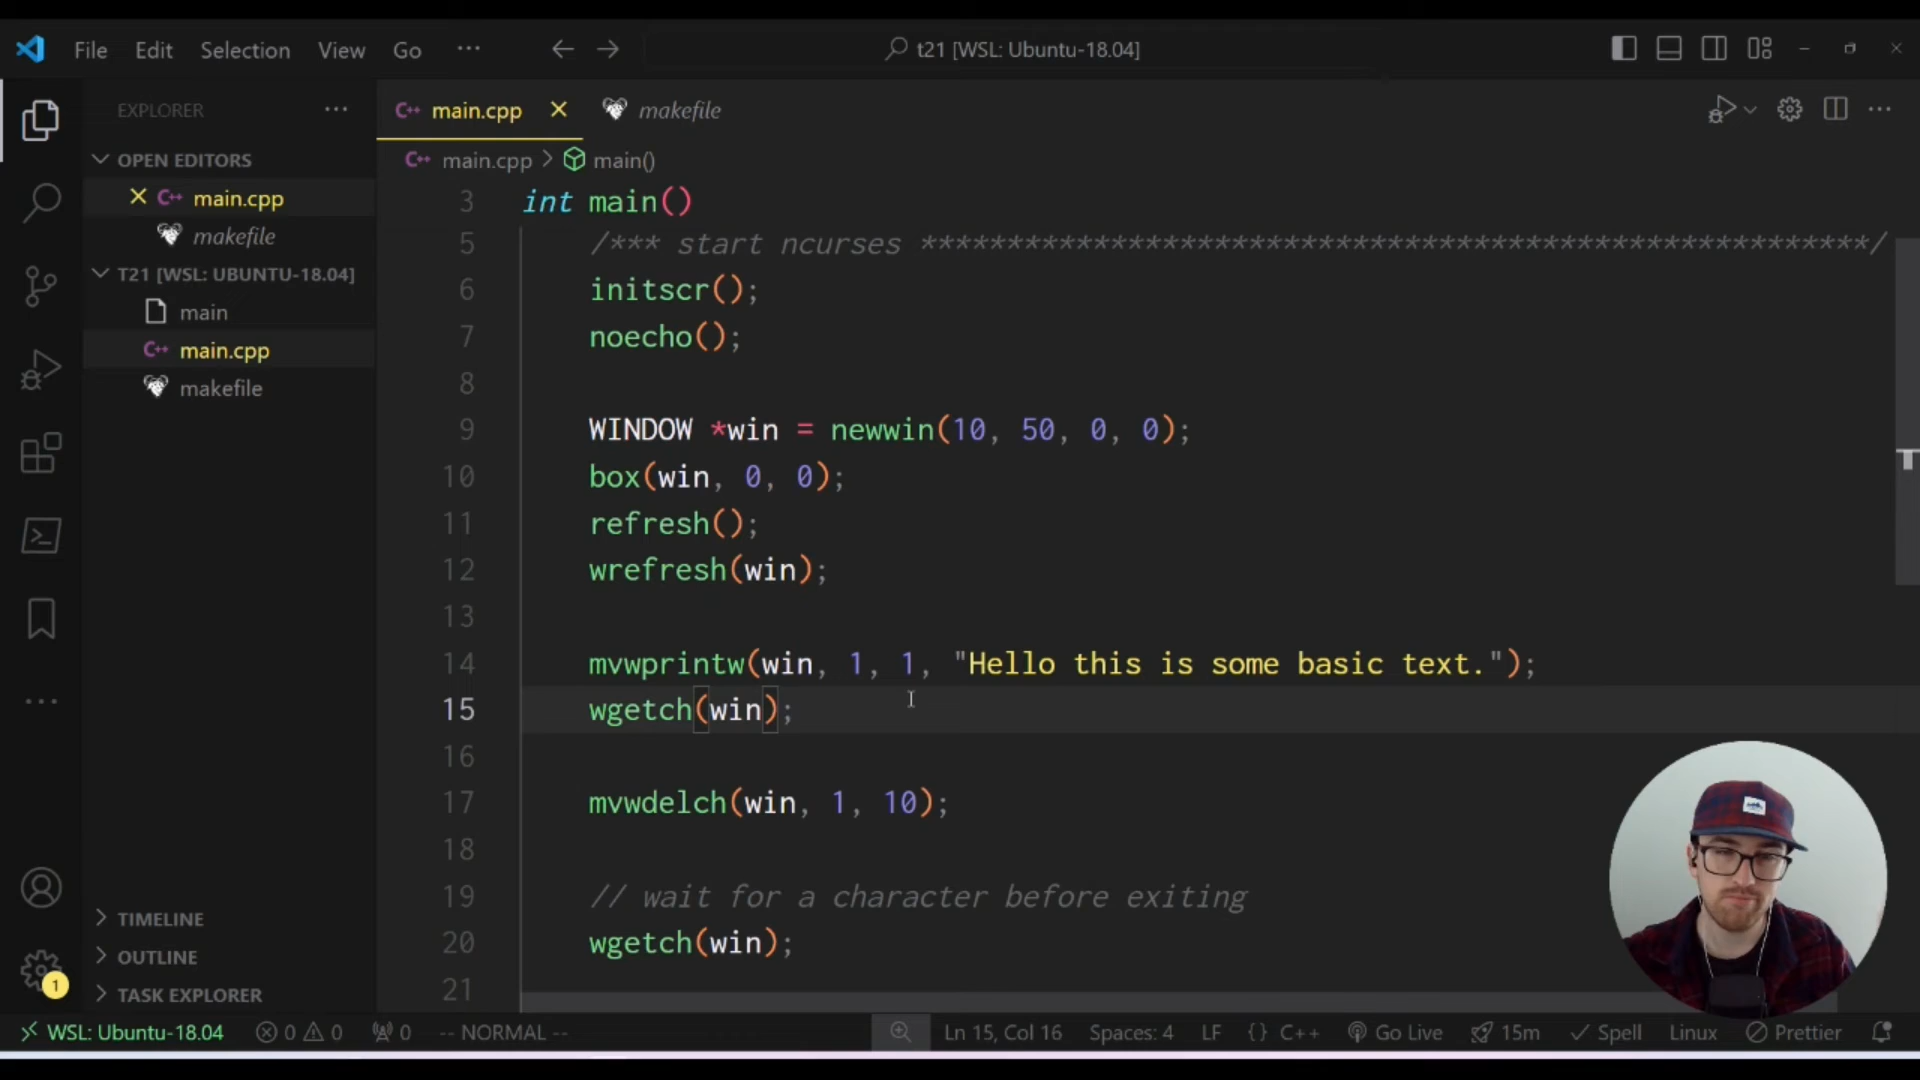 File Edit Selection View Go ··· t21 [WSL: Ubuntu-18.04]
EXPLORER ···
OPEN EDITORS
C++ main.cpp
makefile
T21 [WSL: UBUNTU-18.04]
main
C++ main.cpp
makefile
TIMELINE
OUTLINE
TASK EXPLORER
1
C++ main.cpp makefile
C++ main.cpp > main()
3 int main()
5 /*** start ncurses *******************************************************/
6 initscr();
7 noecho();
8
9 WINDOW *win = newwin(10, 50, 0, 0);
10 box(win, 0, 0);
11 refresh();
12 wrefresh(win);
13
14 mvwprintw(win, 1, 1, "Hello this is some basic text.");
15 wgetch(win);
16
17 mvwdelch(win, 1, 10);
18
19 // wait for a character before exiting
20 wgetch(win);
21
WSL: Ubuntu-18.04 0 0 0 -- NORMAL -- Ln 15, Col 16 Spaces: 4 LF {} C++ Go Live 15m Spell Linux Prettier